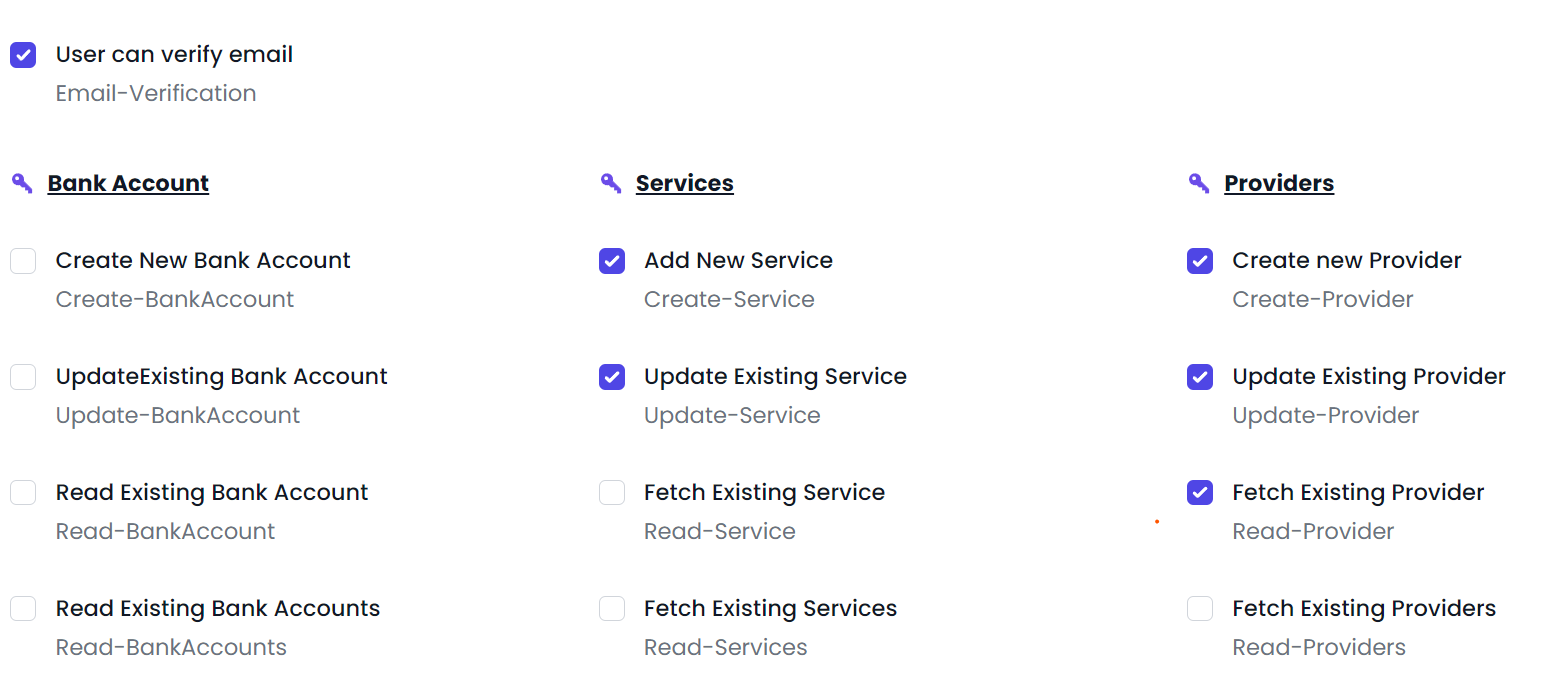 User can verify email
Email-Verification
Bank Account
Create New Bank Account
Create-BankAccount
UpdateExisting Bank Account
Update-BankAccount
Read Existing Bank Account
Read-BankAccount
Read Existing Bank Accounts
Read-BankAccounts
Services
Add New Service
Create-Service
Update Existing Service
Update-Service
Fetch Existing Service
Read-Service
Fetch Existing Services
Read-Services
Providers
Create new Provider
Create-Provider
Update Existing Provider
Update-Provider
Fetch Existing Provider
Read-Provider
Fetch Existing Providers
Read-Providers